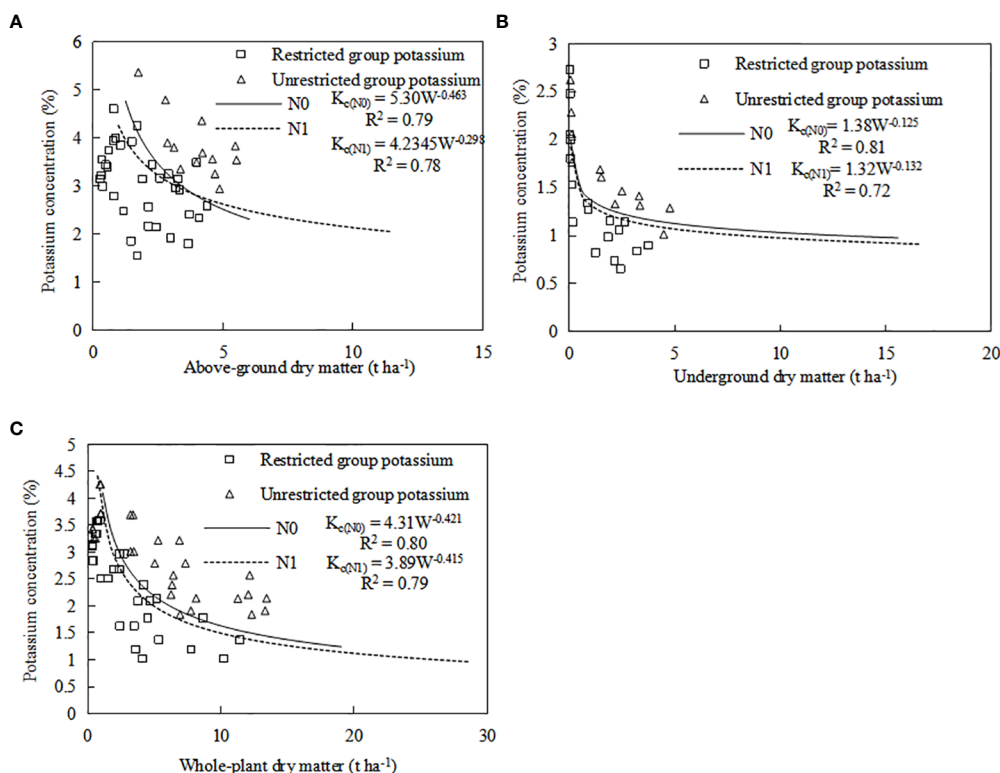 A
Potassium concentration (%)
6
5
4
3
2
1
0
0
5
10
15
Above-ground dry matter (t ha-1)
Restricted group potassium
Unrestricted group potassium
N0
Kc(N0) = 5.30W-0.463
R2 = 0.79
N1
Kc(N1) = 4.2345W-0.298
R2 = 0.78
B
Potassium concentration (%)
3
2.5
2
1.5
1
0.5
0
0
5
10
15
20
Underground dry matter (t ha-1)
Restricted group potassium
Unrestricted group potassium
N0
Kc(N0) = 1.38W-0.125
R2 = 0.81
N1
Kc(N1) = 1.32W-0.132
R2 = 0.72
C
Potassium concentration (%)
5
4.5
4
3.5
3
2.5
2
1.5
1
0.5
0
0
10
20
30
Whole-plant dry matter (t ha-1)
Restricted group potassium
Unrestricted group potassium
N0
Kc(N0) = 4.31W-0.421
R2 = 0.80
N1
Kc(N1) = 3.89W-0.415
R2 = 0.79